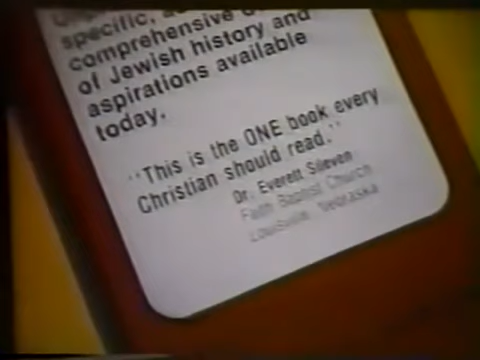 specific,
comprehensive
of Jewish history and
aspirations available
today.
"This is the ONE book every
Christian should read."
Dr. Everett Sileven
Faith Baptist Church
Louisville, Nebraska